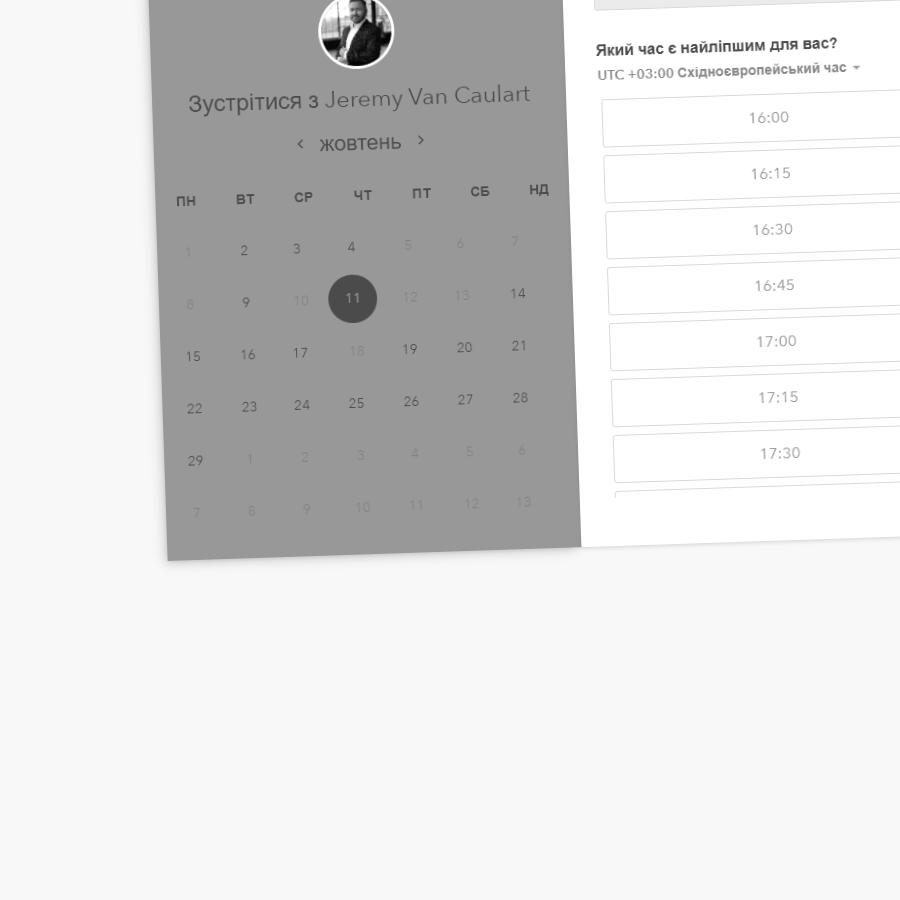 Зустрітися з Jeremy Van Caulart
‹ жовтень ›
ПН ВТ СР ЧТ ПТ СБ НД
1 2 3 4 5 6 7
8 9 10 11 12 13 14
15 16 17 18 19 20 21
22 23 24 25 26 27 28
29 1 2 3 4 5 6
7 8 9 10 11 12 13
Який час є найліпшим для вас?
UTC +03:00 Східноєвропейський час
16:00
16:15
16:30
16:45
17:00
17:15
17:30